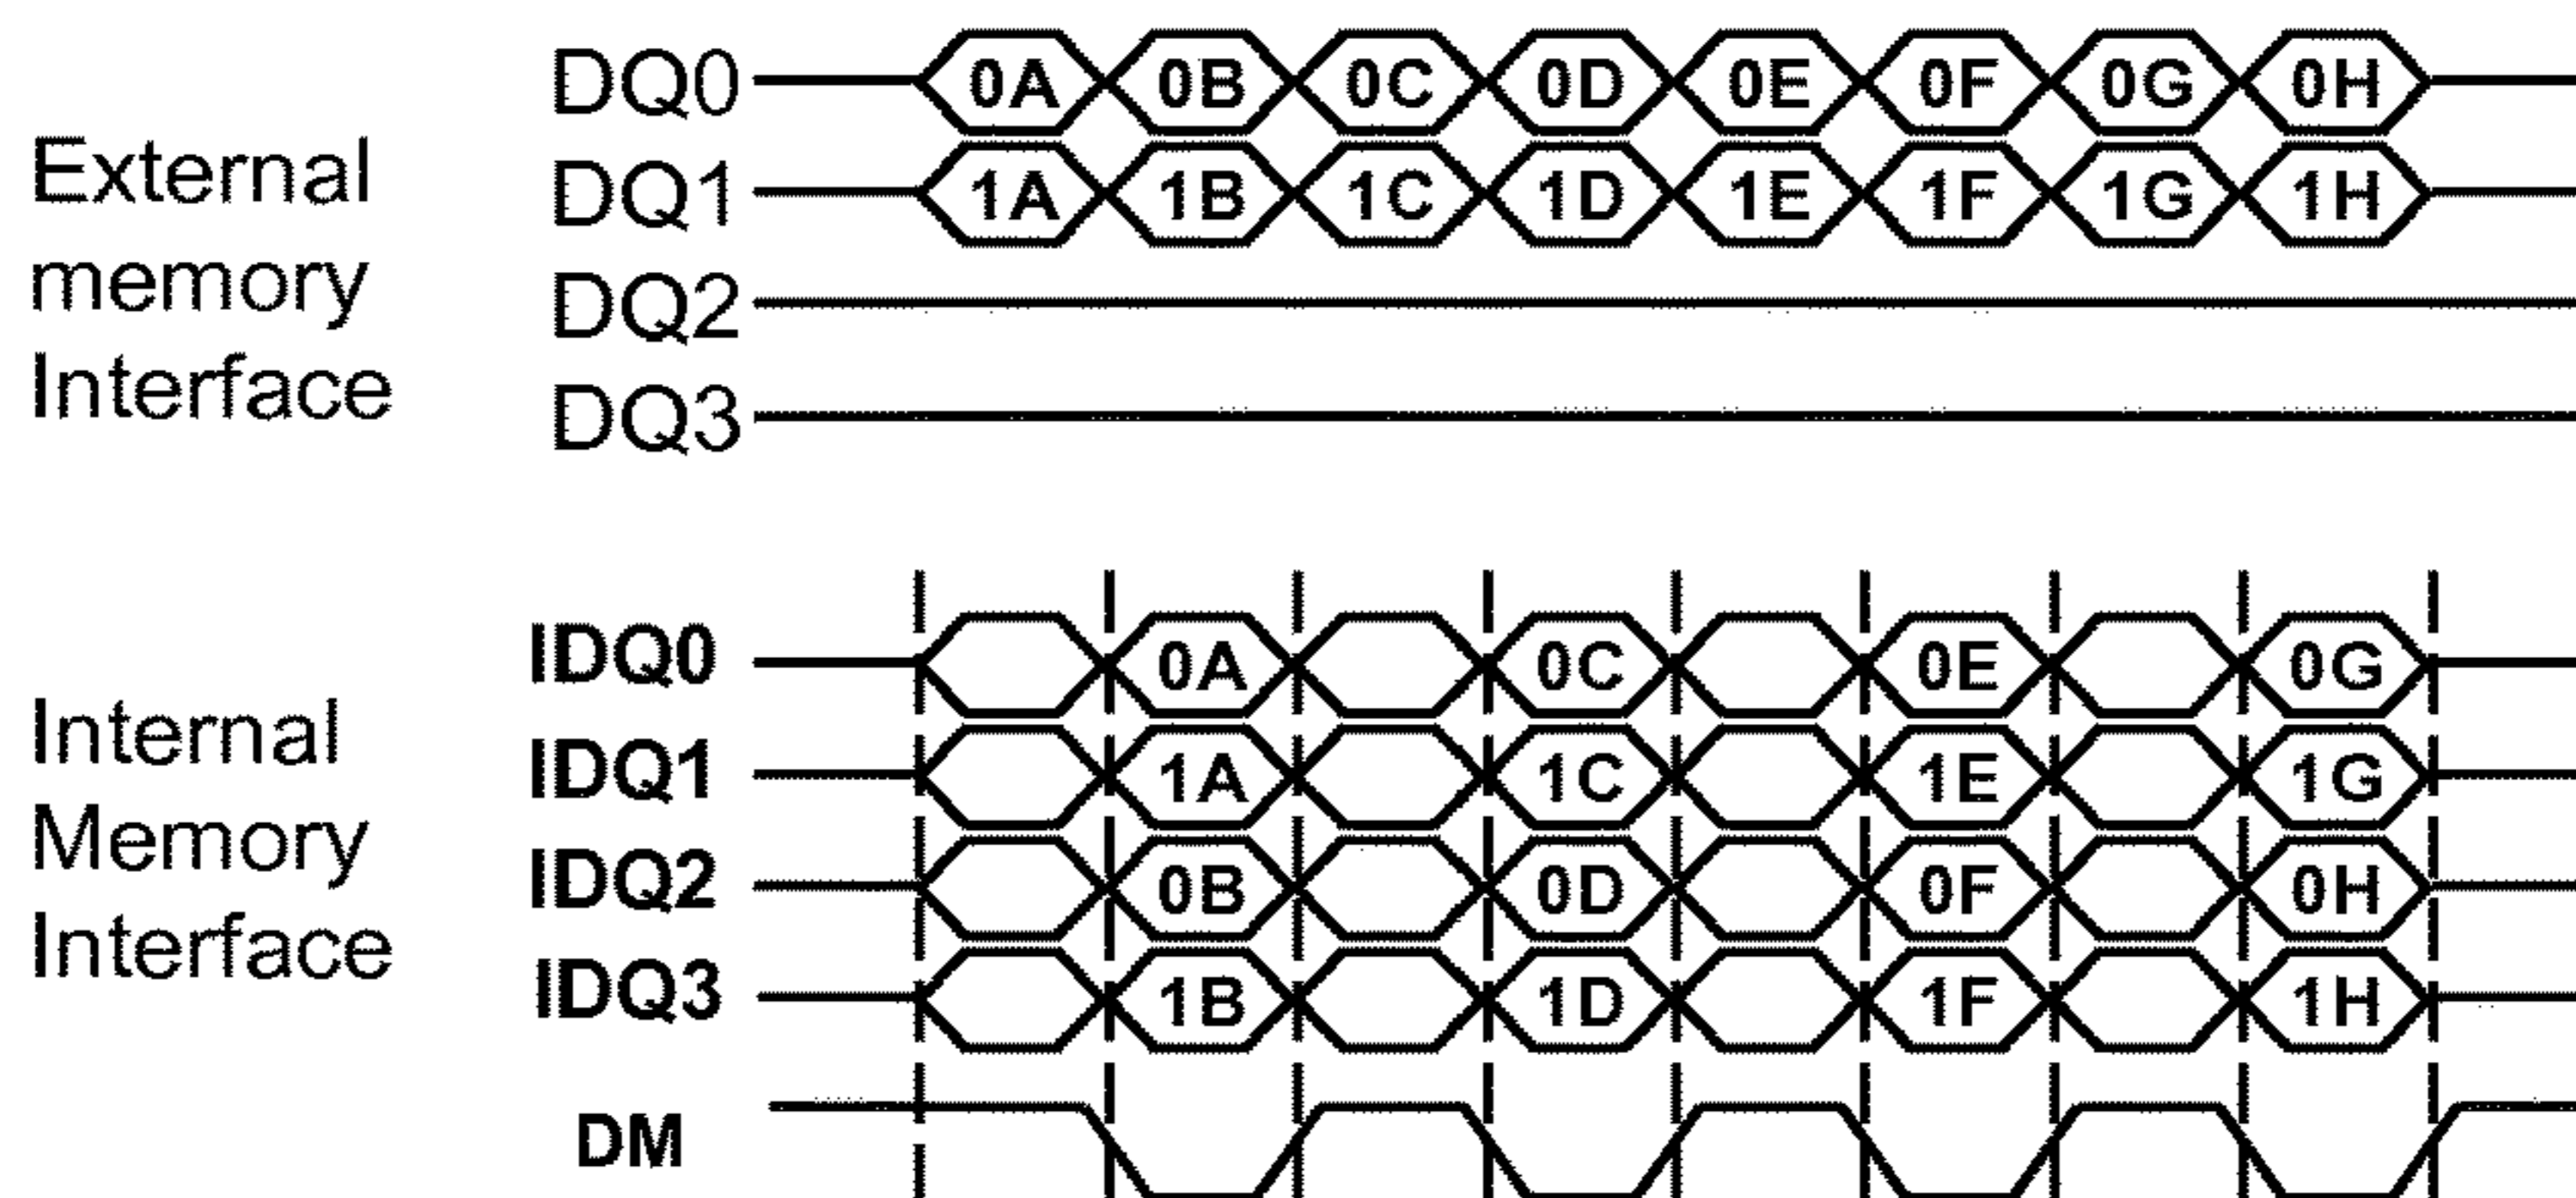 External
memory
Interface
DQ0 0A 0B 0C 0D 0E 0F 0G 0H
DQ1 1A 1B 1C 1D 1E 1F 1G 1H
DQ2
DQ3
Internal
Memory
Interface
IDQ0 0A 0C 0E 0G
IDQ1 1A 1C 1E 1G
IDQ2 0B 0D 0F 0H
IDQ3 1B 1D 1F 1H
DM